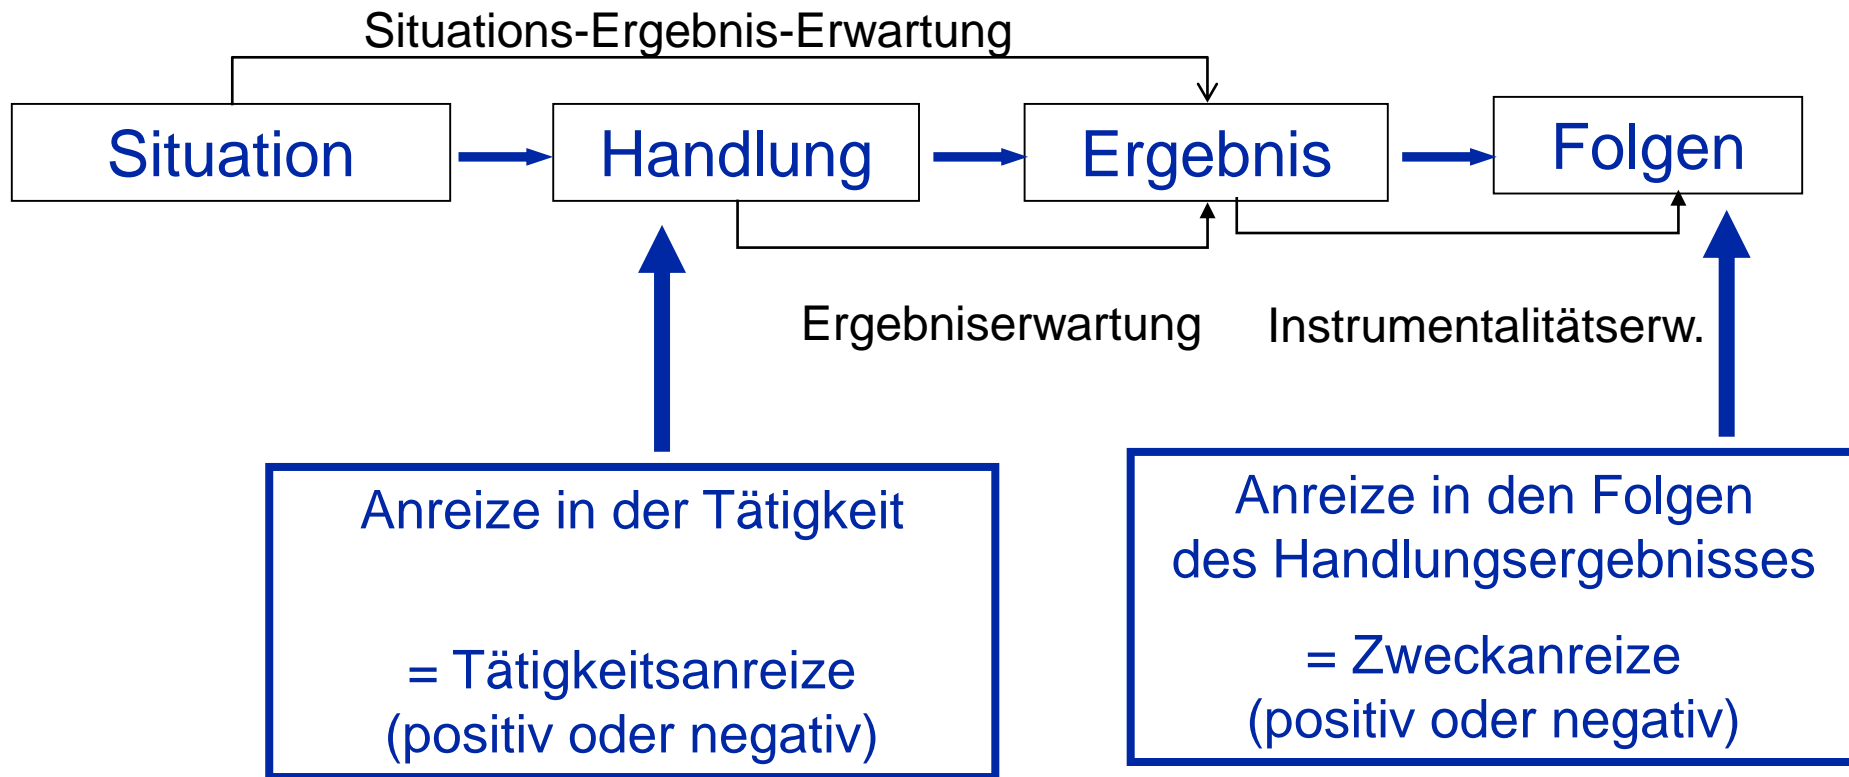 Situations-Ergebnis-Erwartung
Situation
Handlung
Ergebnis
Folgen
Ergebniserwartung
Instrumentalitätserw.
Anreize in der Tätigkeit
= Tätigkeitsanreize
(positiv oder negativ)
Anreize in den Folgen
des Handlungsergebnisses
= Zweckanreize
(positiv oder negativ)